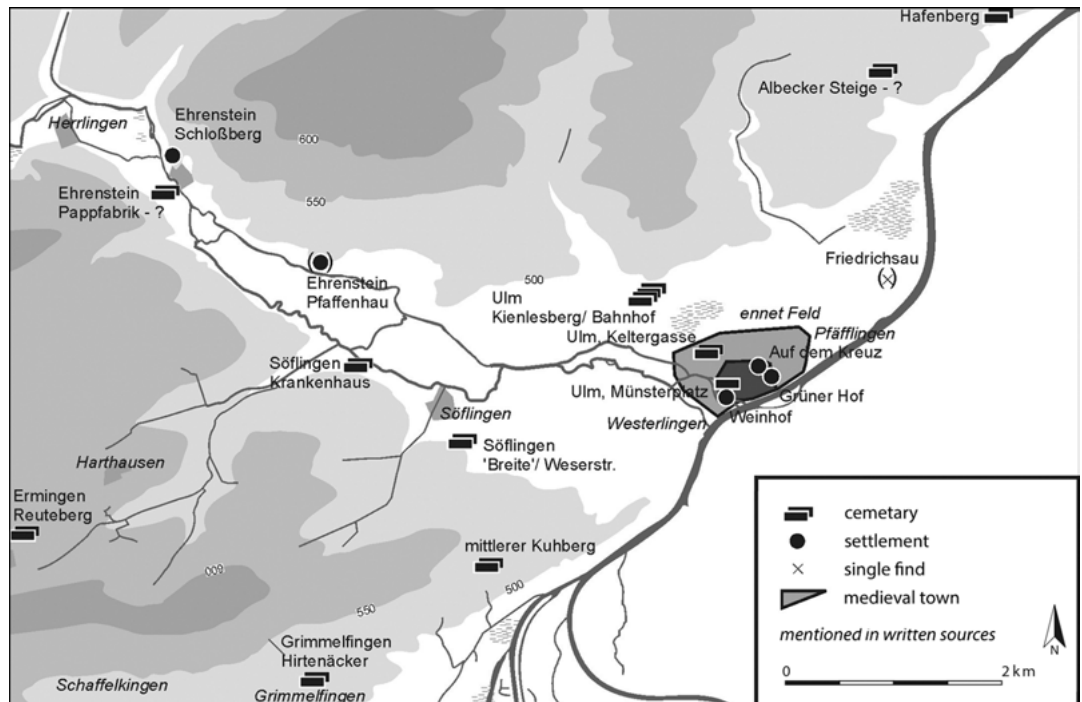 Hafenberg
Albecker Steige - ?
Ehrenstein
Schloßberg
Herrlingen
600
Ehrenstein
Pappfabrik - ?
550
Friedrichsau
Ehrenstein
Pfaffenhau
500
Ulm
Kienlesberg/ Bahnhof
ennet Feld
Pfäfflingen
Ulm, Keltergasse
Auf dem Kreuz
Söflingen
Krankenhaus
Ulm, Münsterplatz
Grüner Hof
Weinhof
Westerlingen
Söflingen
Söflingen
'Breite'/ Weserstr.
Harthausen
Ermingen
Reuteberg
mittlerer Kuhberg
600
500
550
Grimmelfingen
Hirtenäcker
Schaffelkingen
Grimmelfingen
cemetary
settlement
single find
medieval town
mentioned in written sources
N
0 2 km